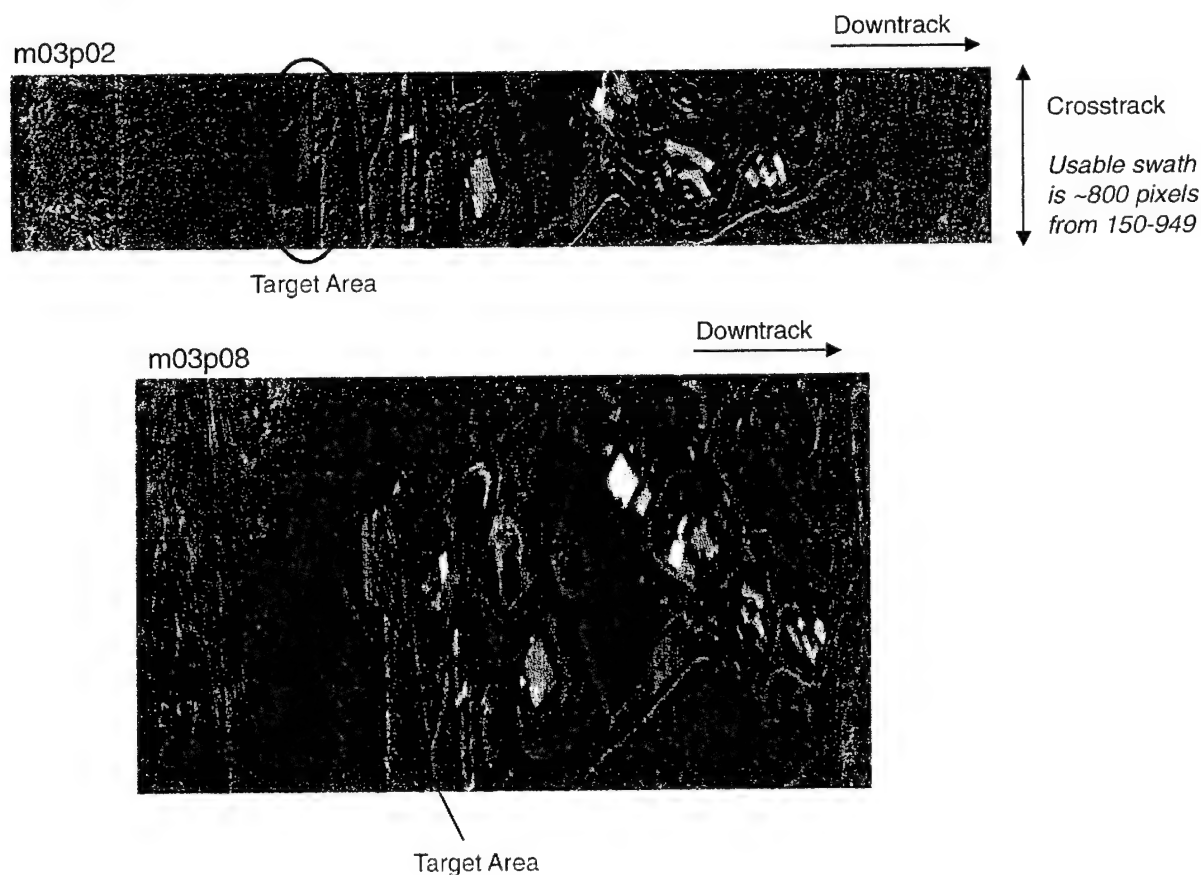 m03p02
Downtrack
Crosstrack
Usable swath
is ~800 pixels
from 150-949
Target Area
m03p08
Downtrack
Target Area